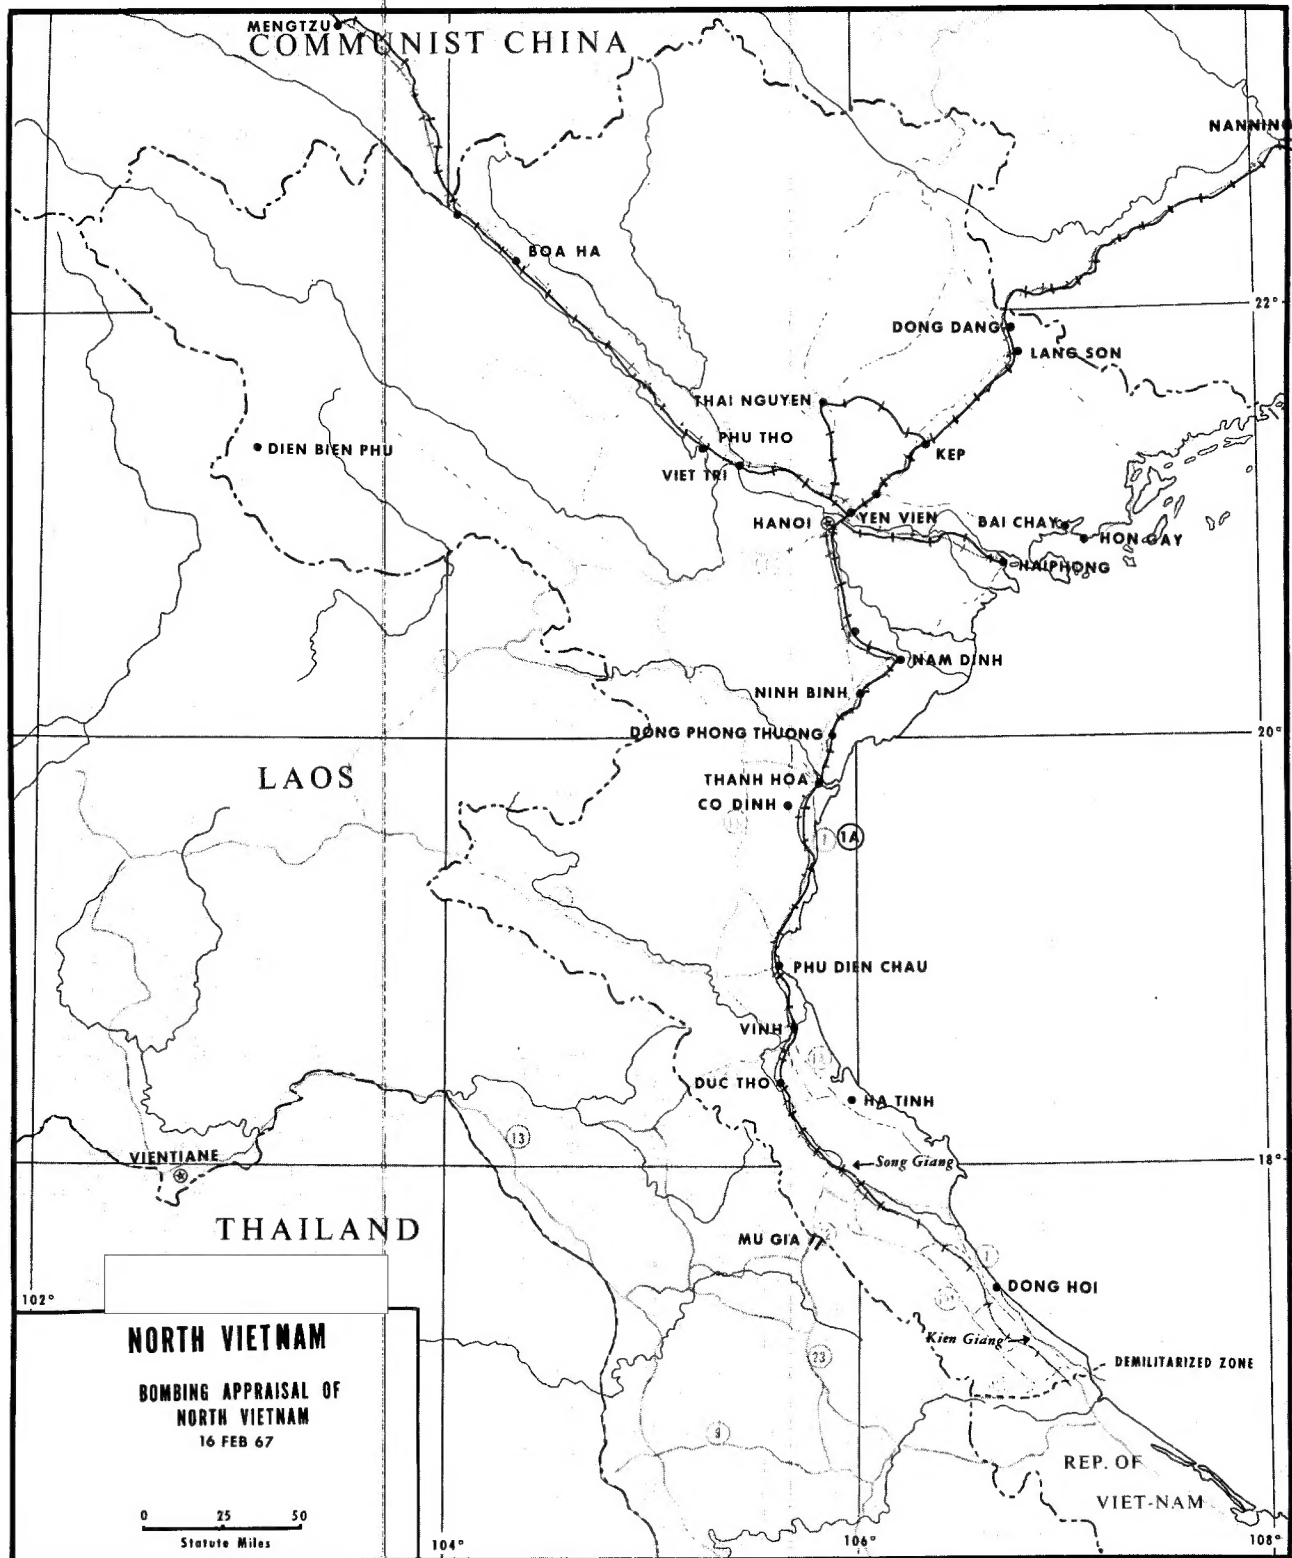 MENGTZU
COMMUNIST CHINA
NANNING
BOA HA
22°
DONG DANG
LANG SON
THAI NGUYEN
PHU THO
DIEN BIEN PHU
KEP
VIET TRI
HANOI
YEN VIEN
BAI CHAY
HON GAY
HAIPHONG
NAM DINH
NINH BINH
DONG PHONG THUONG
20°
LAOS
THANH HOA
CO DINH
1A
PHU DIEN CHAU
VINH
DUC THO
HA TINH
13
VIENTIANE
Song Giang
18°
THAILAND
MU GIA
DONG HOI
102°
Kien Giang
NORTH VIETNAM
23
DEMILITARIZED ZONE
BOMBING APPRAISAL OF
NORTH VIETNAM
16 FEB 67
9
REP. OF
VIET-NAM
0 25 50
Statute Miles
104°
106°
108°